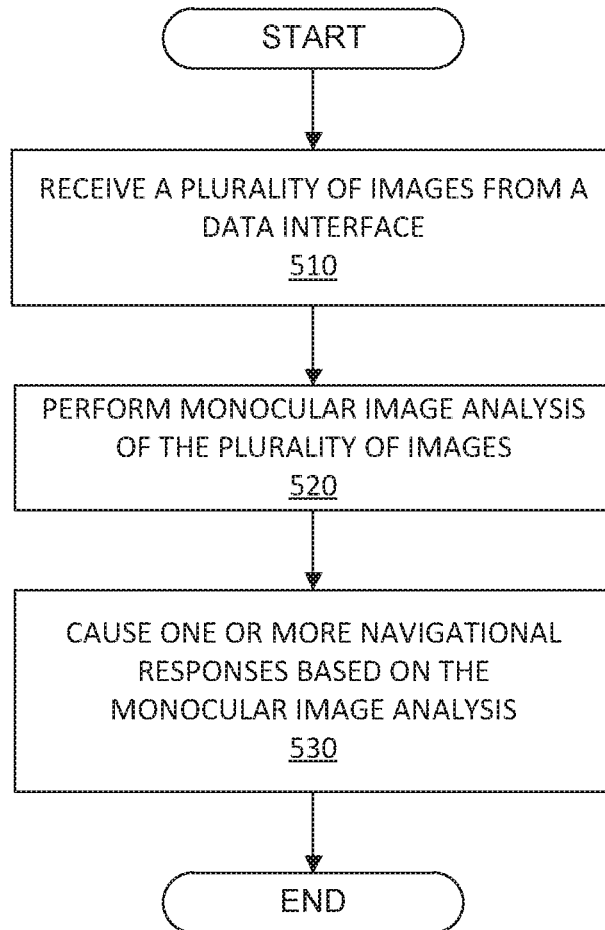 START
RECEIVE A PLURALITY OF IMAGES FROM A
DATA INTERFACE
510
PERFORM MONOCULAR IMAGE ANALYSIS
OF THE PLURALITY OF IMAGES
520
CAUSE ONE OR MORE NAVIGATIONAL
RESPONSES BASED ON THE
MONOCULAR IMAGE ANALYSIS
530
END